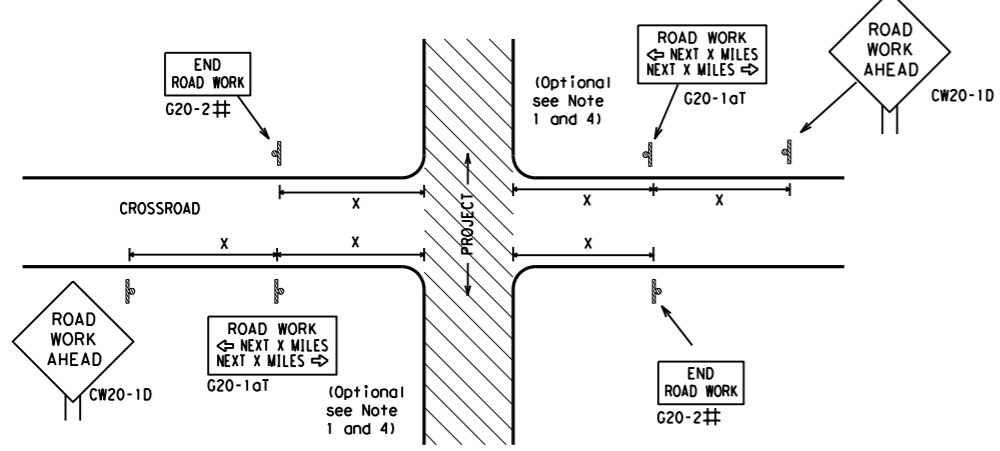 END
ROAD WORK
G20-2#
(Optional
see Note
1 and 4)
ROAD WORK
⇦ NEXT X MILES
NEXT X MILES ⇨
G20-1aT
ROAD
WORK
AHEAD
CW20-1D
X
X
X
CROSSROAD
PROJECT
X
X
X
ROAD
WORK
AHEAD
CW20-1D
ROAD WORK
⇦ NEXT X MILES
NEXT X MILES ⇨
G20-1aT
(Optional
see Note
1 and 4)
END
ROAD WORK
G20-2#